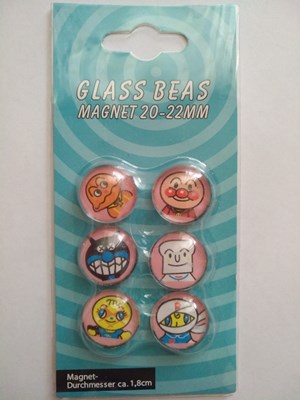 GLASS BEAS
MAGNET 20-22MM
Magnet-
Durchmesser ca. 1,8cm